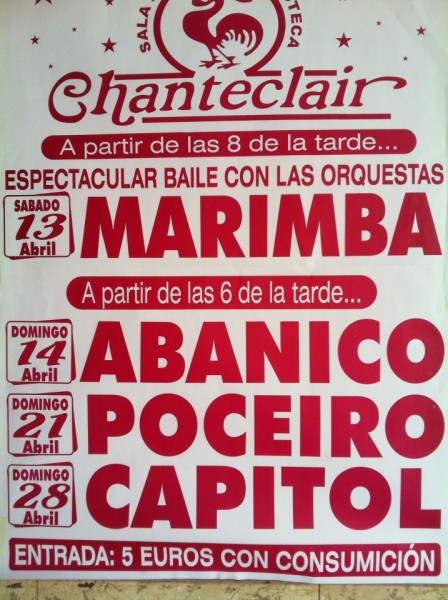 SALA
TECA
Chanteclair
A partir de las 8 de la tarde...
ESPECTACULAR BAILE CON LAS ORQUESTAS
SABADO
13
Abril
MARIMBA
A partir de las 6 de la tarde...
DOMINGO
14
Abril
ABANICO
DOMINGO
21
Abril
POCEIRO
DOMINGO
28
Abril
CAPITOL
ENTRADA: 5 EUROS CON CONSUMICIÓN